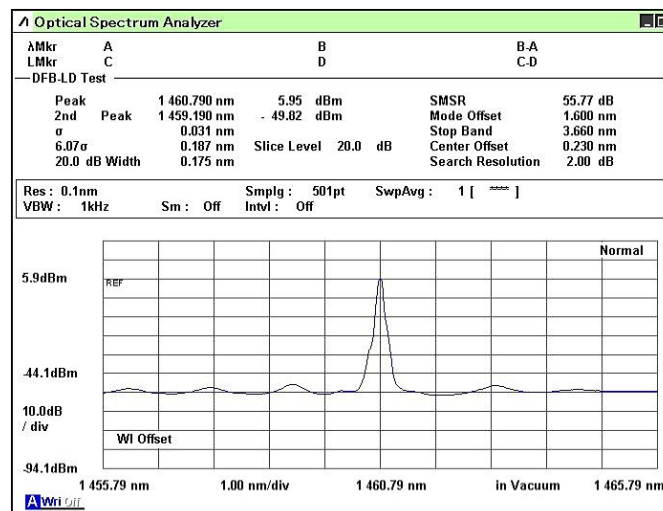 Optical Spectrum Analyzer
λMkr A B B-A
LMkr C D C-D
DFB-LD Test
Peak 1 460.790 nm 5.95 dBm SMSR 55.77 dB
2nd Peak 1 459.190 nm - 49.82 dBm Mode Offset 1.600 nm
σ 0.031 nm Stop Band 3.660 nm
6.07σ 0.187 nm Slice Level 20.0 dB Center Offset 0.230 nm
20.0 dB Width 0.175 nm Search Resolution 2.00 dB
Res : 0.1nm Smplg : 501pt SwpAvg : 1 [ **** ]
VBW : 1kHz Sm : Off Intvl : Off
Normal
5.9dBm REF
-44.1dBm
10.0dB
/ div
WI Offset
-94.1dBm
1 455.79 nm 1.00 nm/div 1 460.79 nm in Vacuum 1 465.79 nm
A Wri Off